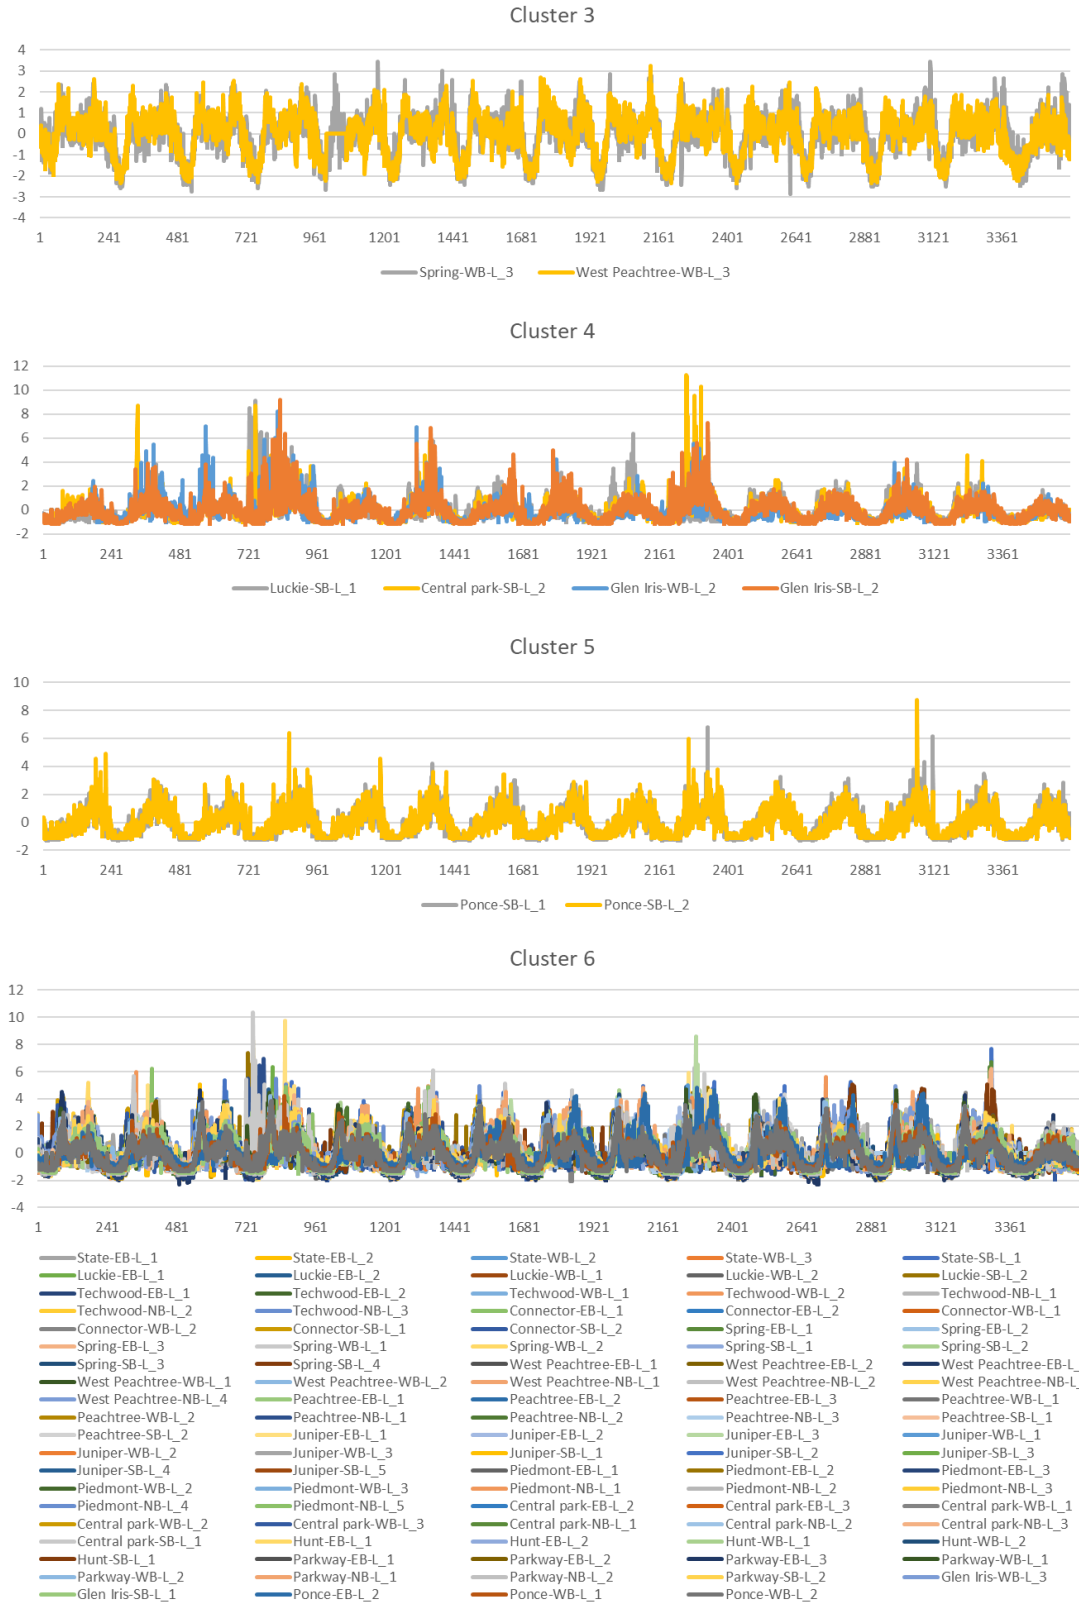 Cluster 3
4
3
2
1
0
-1
-2
-3
-4
1 241 481 721 961 1201 1441 1681 1921 2161 2401 2641 2881 3121 3361
Spring-WB-L_3 West Peachtree-WB-L_3
Cluster 4
12
10
8
6
4
2
0
-2
1 241 481 721 961 1201 1441 1681 1921 2161 2401 2641 2881 3121 3361
Luckie-SB-L_1 Central park-SB-L_2 Glen Iris-WB-L_2 Glen Iris-SB-L_2
Cluster 5
10
8
6
4
2
0
-2
1 241 481 721 961 1201 1441 1681 1921 2161 2401 2641 2881 3121 3361
Ponce-SB-L_1 Ponce-SB-L_2
Cluster 6
12
10
8
6
4
2
0
-2
-4
1 241 481 721 961 1201 1441 1681 1921 2161 2401 2641 2881 3121 3361
State-EB-L_1 State-EB-L_2 State-WB-L_2 State-WB-L_3 State-SB-L_1
Luckie-EB-L_1 Luckie-EB-L_2 Luckie-WB-L_1 Luckie-WB-L_2 Luckie-SB-L_2
Techwood-EB-L_1 Techwood-EB-L_2 Techwood-WB-L_1 Techwood-WB-L_2 Techwood-NB-L_1
Techwood-NB-L_2 Techwood-NB-L_3 Connector-EB-L_1 Connector-EB-L_2 Connector-WB-L_1
Connector-WB-L_2 Connector-SB-L_1 Connector-SB-L_2 Spring-EB-L_1 Spring-EB-L_2
Spring-EB-L_3 Spring-WB-L_1 Spring-WB-L_2 Spring-SB-L_1 Spring-SB-L_2
Spring-SB-L_3 Spring-SB-L_4 West Peachtree-EB-L_1 West Peachtree-EB-L_2 West Peachtree-EB-L_
West Peachtree-WB-L_1 West Peachtree-WB-L_2 West Peachtree-NB-L_1 West Peachtree-NB-L_2 West Peachtree-NB-L_
West Peachtree-NB-L_4 Peachtree-EB-L_1 Peachtree-EB-L_2 Peachtree-EB-L_3 Peachtree-WB-L_1
Peachtree-WB-L_2 Peachtree-NB-L_1 Peachtree-NB-L_2 Peachtree-NB-L_3 Peachtree-SB-L_1
Peachtree-SB-L_2 Juniper-EB-L_1 Juniper-EB-L_2 Juniper-EB-L_3 Juniper-WB-L_1
Juniper-WB-L_2 Juniper-WB-L_3 Juniper-SB-L_1 Juniper-SB-L_2 Juniper-SB-L_3
Juniper-SB-L_4 Juniper-SB-L_5 Piedmont-EB-L_1 Piedmont-EB-L_2 Piedmont-EB-L_3
Piedmont-WB-L_2 Piedmont-WB-L_3 Piedmont-NB-L_1 Piedmont-NB-L_2 Piedmont-NB-L_3
Piedmont-NB-L_4 Piedmont-NB-L_5 Central park-EB-L_2 Central park-EB-L_3 Central park-WB-L_1
Central park-WB-L_2 Central park-WB-L_3 Central park-NB-L_1 Central park-NB-L_2 Central park-NB-L_3
Central park-SB-L_1 Hunt-EB-L_1 Hunt-EB-L_2 Hunt-WB-L_1 Hunt-WB-L_2
Hunt-SB-L_1 Parkway-EB-L_1 Parkway-EB-L_2 Parkway-EB-L_3 Parkway-WB-L_1
Parkway-WB-L_2 Parkway-NB-L_1 Parkway-NB-L_2 Parkway-SB-L_2 Glen Iris-WB-L_3
Glen Iris-SB-L_1 Ponce-EB-L_2 Ponce-WB-L_1 Ponce-WB-L_2